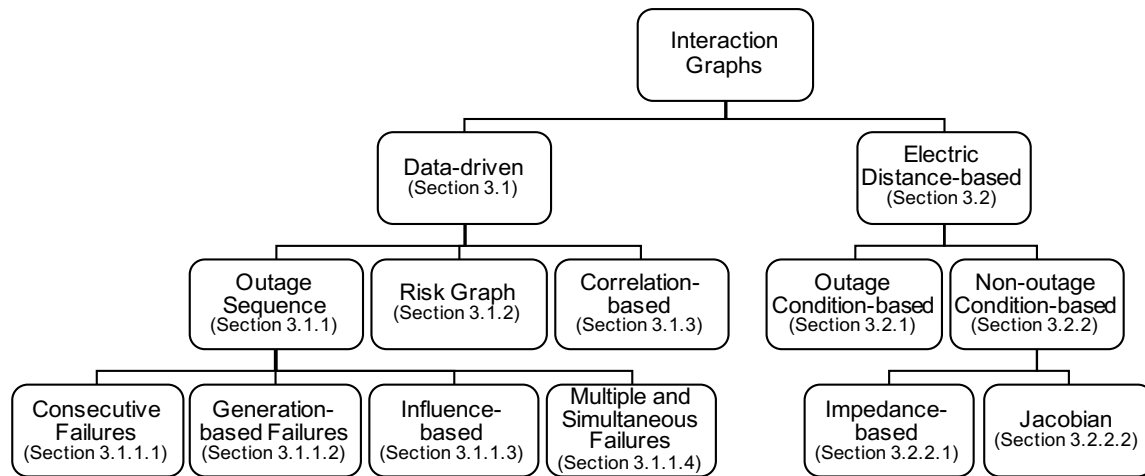 Interaction
Graphs
Data-driven
(Section 3.1)
Electric
Distance-based
(Section 3.2)
Outage
Sequence
(Section 3.1.1)
Risk Graph
(Section 3.1.2)
Correlation-
based
(Section 3.1.3)
Outage
Condition-based
(Section 3.2.1)
Non-outage
Condition-based
(Section 3.2.2)
Consecutive
Failures
(Section 3.1.1.1)
Generation-
based Failures
(Section 3.1.1.2)
Influence-
based
(Section 3.1.1.3)
Multiple and
Simultaneous
Failures
(Section 3.1.1.4)
Impedance-
based
(Section 3.2.2.1)
Jacobian
(Section 3.2.2.2)